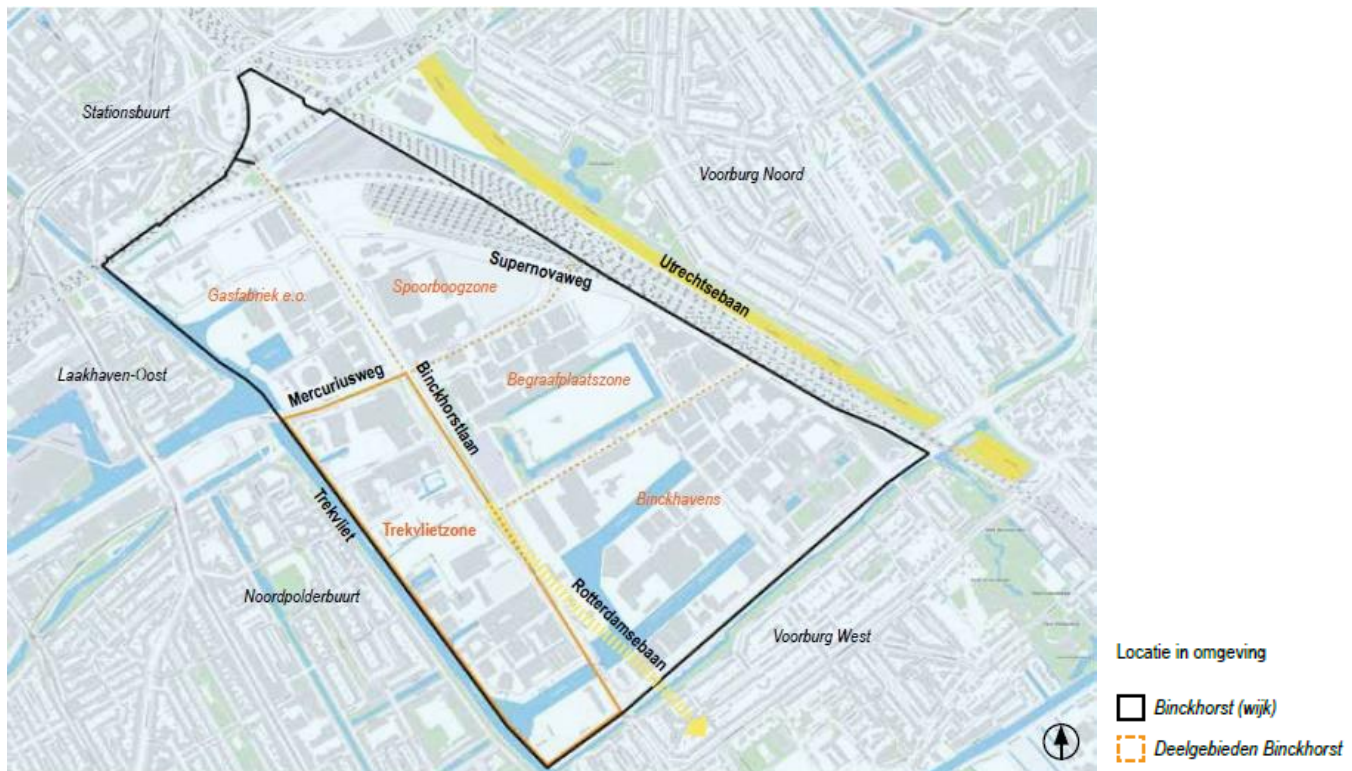 Stationsbuurt
Voorburg Noord
Supernovaweg
Utrechtsebaan
Gasfabriek e.o.
Spoorboogzone
Laakhaven-Oost
Mercuriusweg
Binckhorstlaan
Begraafplaatszone
Trekvliet
Trekvlietzone
Binckhavens
Noordpolderbuurt
Rotterdamsebaan
Voorburg West
Locatie in omgeving
Binckhorst (wijk)
Deelgebieden Binckhorst